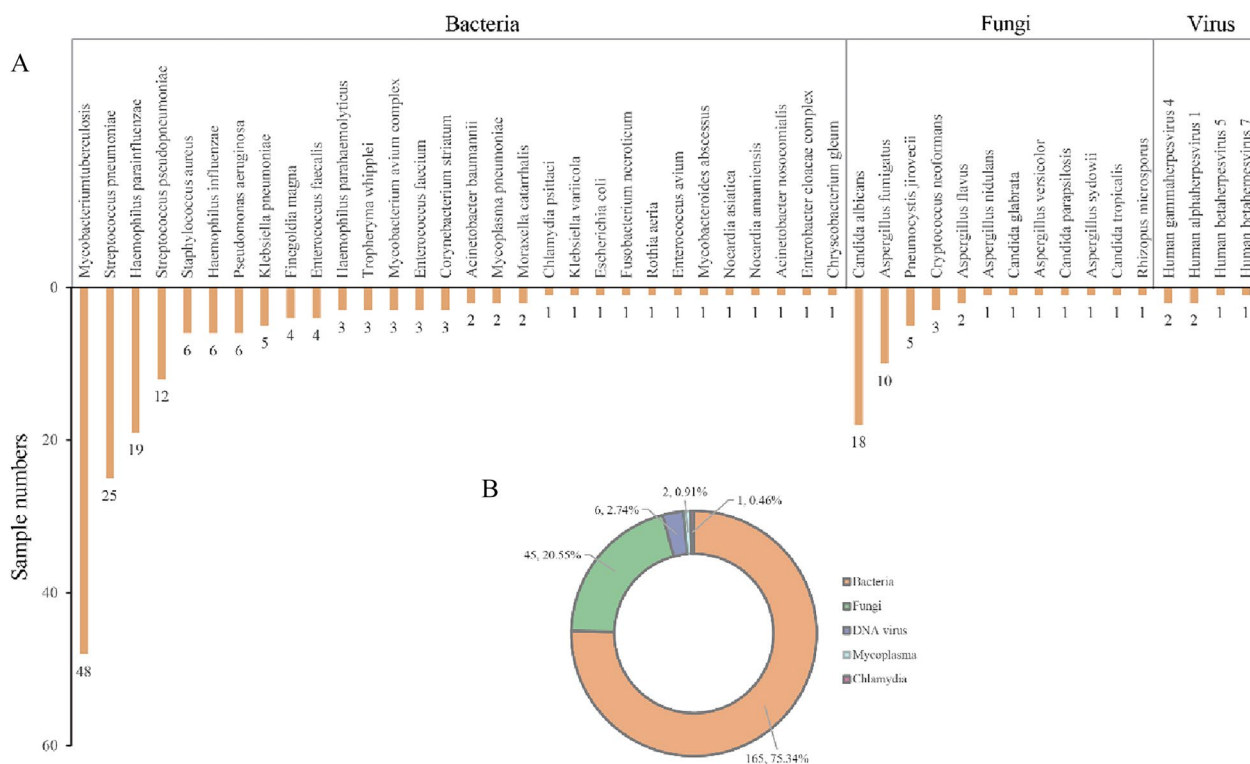 Bacteria
Fungi
Virus
A
Mycobacteriumtuberculosis
Streptococcus pneumoniae
Haemophilus parainfluenzae
Streptococcus pseudopneumoniae
Staphylococcus aureus
Haemophilus influenzae
Pseudomonas aeruginosa
Klebsiella pneumoniae
Finegoldia magna
Enterococcus faecalis
Haemophilus parahaemolyticus
Tropheryma whipplei
Mycobacterium avium complex
Enterococcus faecium
Corynebacterium striatum
Acinetobacter baumannii
Mycoplasma pneumoniae
Moraxella catarrhalis
Chlamydia psittaci
Klebsiella variicola
Escherichia coli
Fusobacterium necroticum
Rothia aeria
Enterococcus avium
Mycobacteroides abscessus
Nocardia asiatica
Nocardia amamiensis
Acinetobacter nosocomialis
Enterobacter cloacae complex
Chryseobacterium gleum
Candida albicans
Aspergillus fumigatus
Pneumocystis jirovecii
Cryptococcus neoformans
Aspergillus flavus
Aspergillus nidulans
Candida glabrata
Aspergillus versicolor
Candida parapsilosis
Aspergillus sydowii
Candida tropicalis
Rhizopus microsporus
Human gammaherpesvirus 4
Human alphaherpesvirus 1
Human betaherpesvirus 5
Human betaherpesvirus 7
Sample numbers
0
20
40
60
48
25
19
12
6
6
6
5
4
4
3
3
3
3
3
2
2
2
1
1
1
1
1
1
1
1
1
1
1
1
18
10
5
3
2
1
1
1
1
1
1
1
2
2
1
1
B
2, 0.91%
1, 0.46%
6, 2.74%
45, 20.55%
165, 75.34%
Bacteria
Fungi
DNA virus
Mycoplasma
Chlamydia